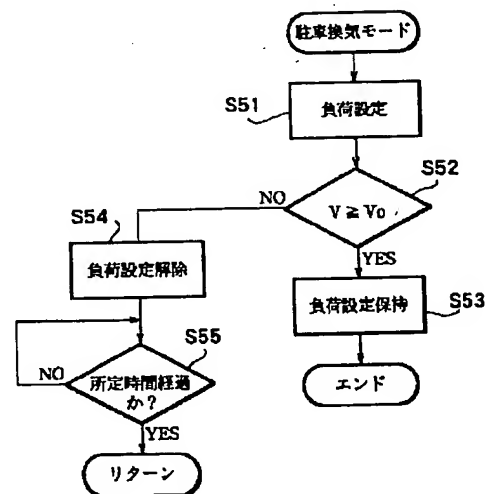 駐車換気モード
S51
負荷設定
S52
V ≧ Vo
NO
YES
S54
負荷設定解除
負荷設定保持
S53
S55
エンド
NO
所定時間経過
か?
YES
リターン